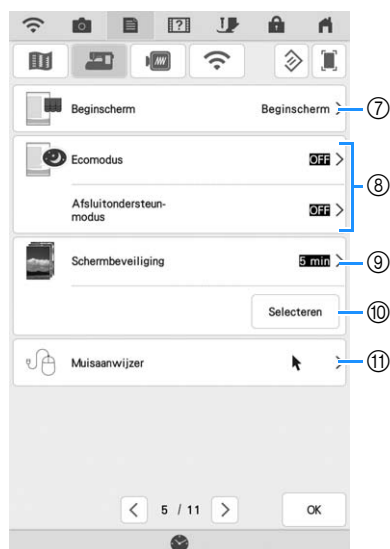 Beginscherm Beginscherm ⑦
Ecomodus OFF
⑧
Afsluitondersteun-
modus OFF
Schermbeveiliging 5 min ⑨
Selecteren ⑩
Muisaanwijzer ⑪
5 / 11 OK